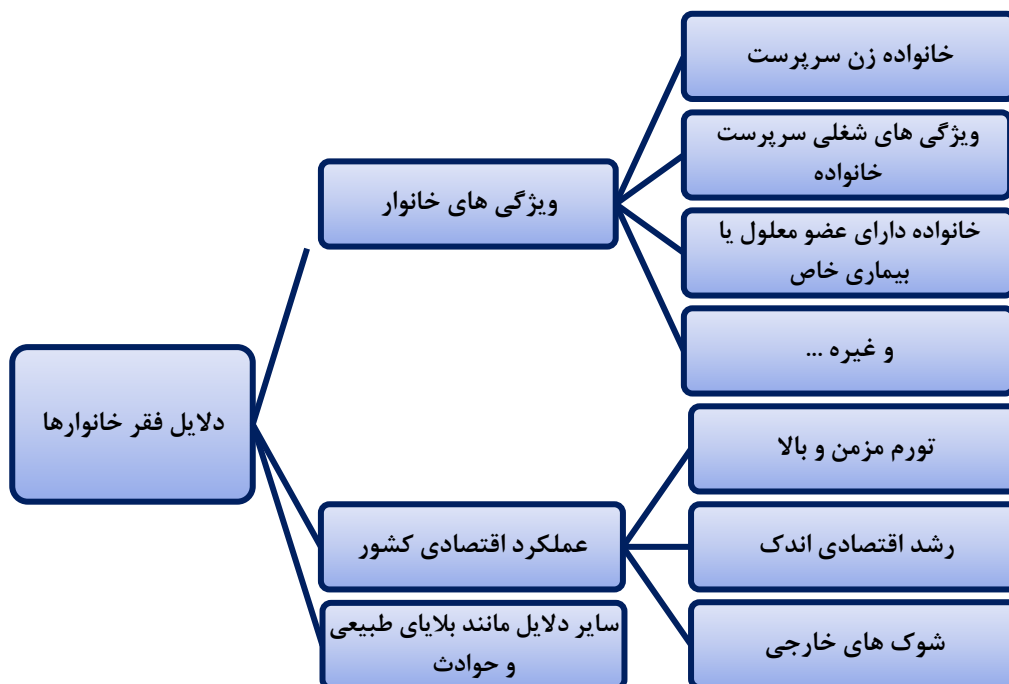 دلایل فقر خانوارها
ویژگی های خانوار
خانواده زن سرپرست
ویژگی های شغلی سرپرست
خانواده
خانواده دارای عضو معلول یا
بیماری خاص
و غیره ...
عملکرد اقتصادی کشور
تورم مزمن و بالا
رشد اقتصادی اندک
شوک های خارجی
سایر دلایل مانند بلایای طبیعی
و حوادث